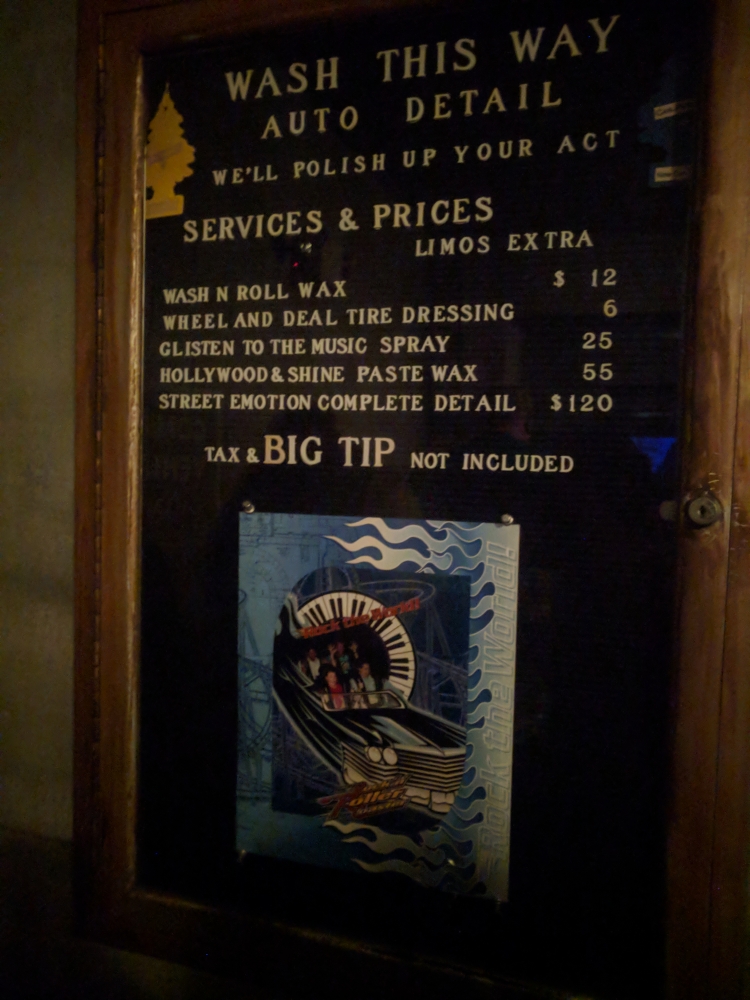 WASH THIS WAY
AUTO DETAIL
WE'LL POLISH UP YOUR ACT
SERVICES & PRICES
LIMOS EXTRA
WASH N ROLL WAX $ 12
WHEEL AND DEAL TIRE DRESSING 6
GLISTEN TO THE MUSIC SPRAY 25
HOLLYWOOD & SHINE PASTE WAX 55
STREET EMOTION COMPLETE DETAIL $120
TAX & BIG TIP NOT INCLUDED
Rock the World!
Rock the World!
Roller